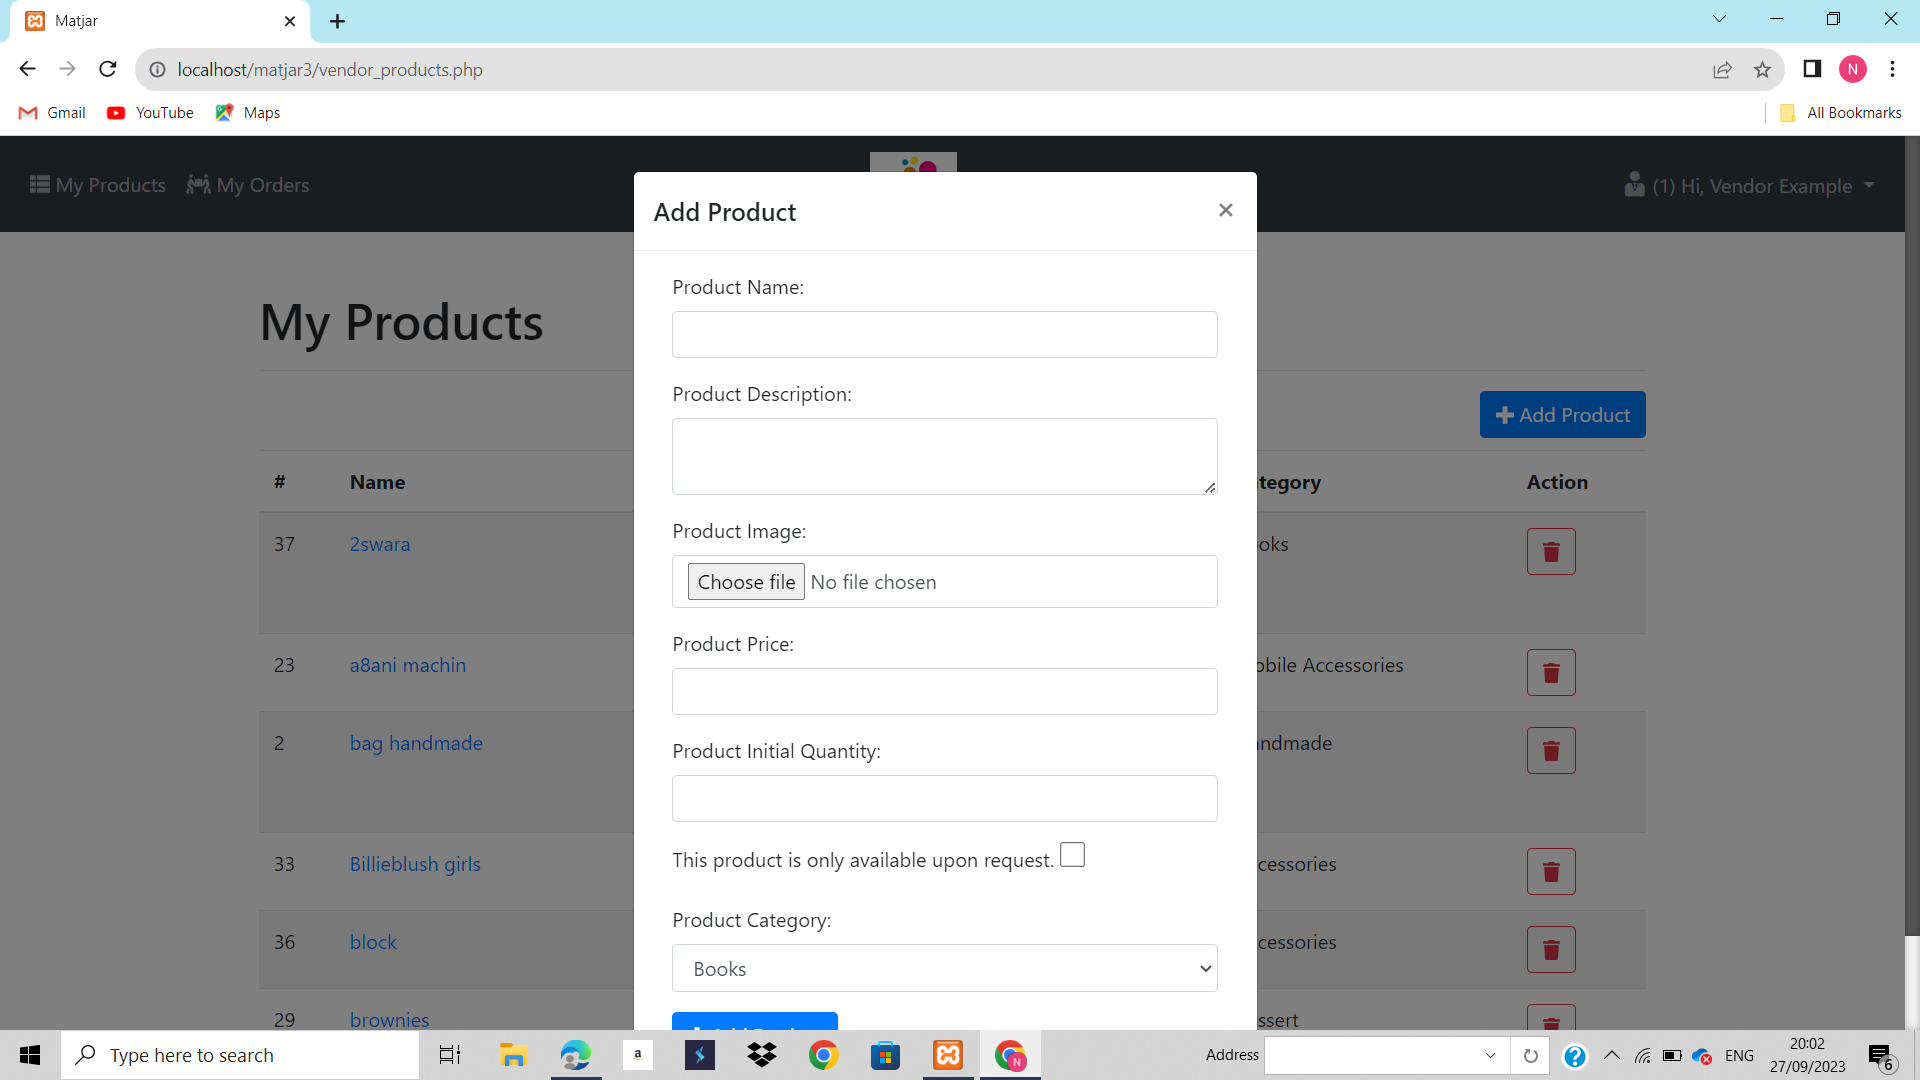 Matjar
localhost/matjar3/vendor_products.php
N
Gmail YouTube Maps All Bookmarks
My Products My Orders (1) Hi, Vendor Example
Add Product ×
Product Name:
My Products
Product Description:
Add Product
# Name tegory Action
Product Image:
37 2swara oks
Choose file No file chosen
Product Price:
23 a8ani machin obile Accessories
2 bag handmade ndmade
Product Initial Quantity:
This product is only available upon request.
33 Billieblush girls cessories
Product Category:
36 block cessories
Books
29 brownies ssert
Type here to search a N Address ENG 20:02
27/09/2023 6